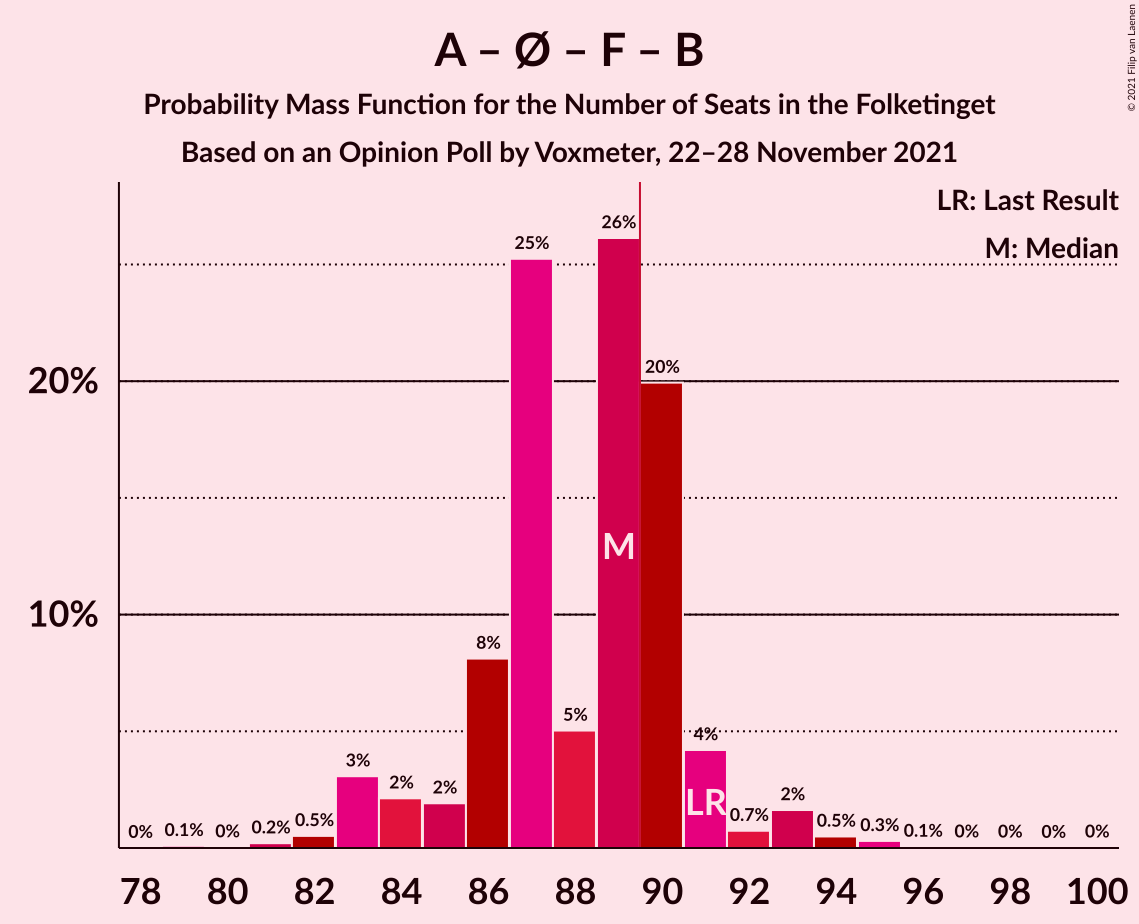 A – Ø – F – B
Probability Mass Function for the Number of Seats in the Folketinget
Based on an Opinion Poll by Voxmeter, 22–28 November 2021
© 2021 Filip van Laenen
LR: Last Result
M: Median
20%
10%
0% 0.1% 0% 0.2% 0.5% 3% 2% 2% 8% 25% 5% 26% 20% 4% 0.7% 2% 0.5% 0.3% 0.1% 0% 0% 0% 0%
M
LR
78 80 82 84 86 88 90 92 94 96 98 100